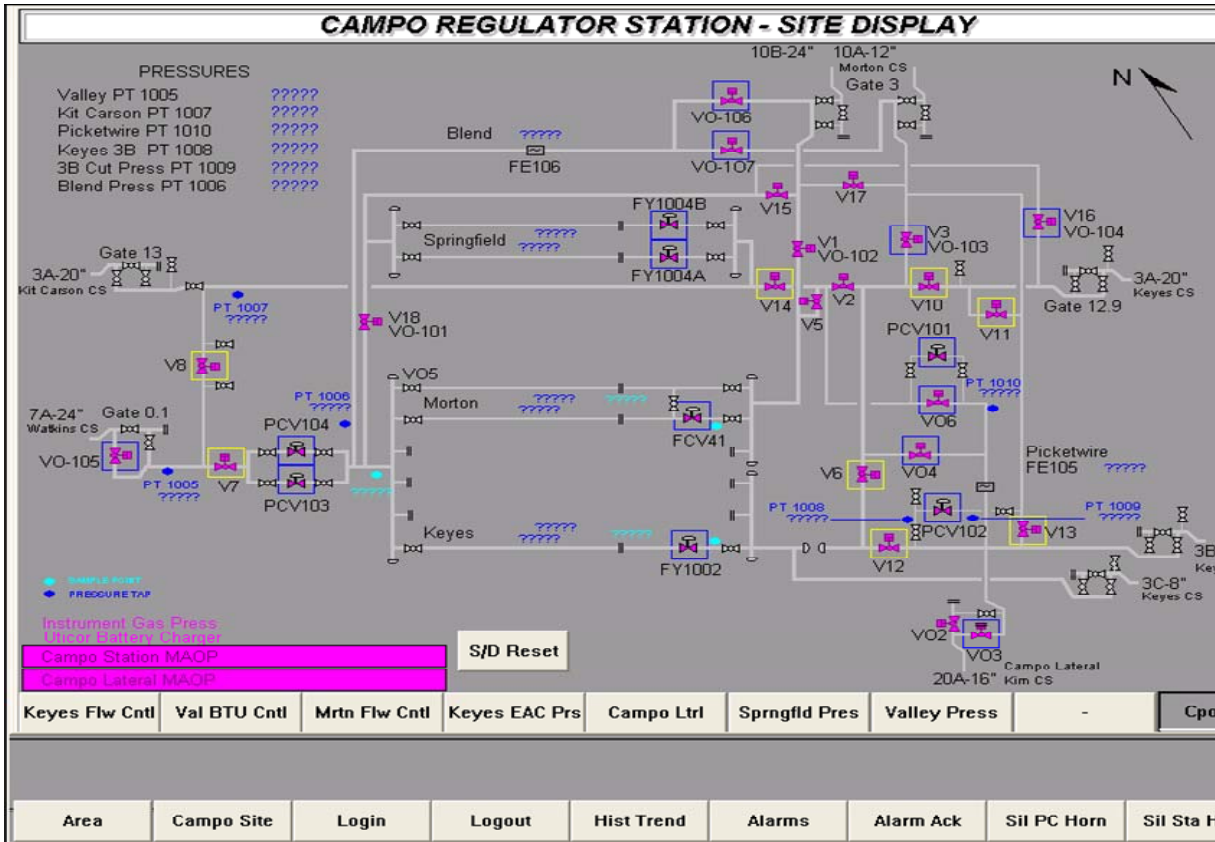 CAMPO REGULATOR STATION - SITE DISPLAY
10B-24" 10A-12"
Morton CS
Gate 3
N
PRESSURES
Valley PT 1005 ?????
Kit Carson PT 1007 ?????
Picketwire PT 1010 ?????
Keyes 3B PT 1008 ?????
3B Cut Press PT 1009 ?????
Blend Press PT 1006 ?????
Blend ?????
FE106
VO-106
VO-107
V15
V17
V16
VO-104
FY1004B
Springfield ?????
?????
FY1004A
V1
VO-102
V3
VO-103
Gate 13
3A-20"
Kit Carson CS
PT 1007
?????
V14
V2
V5
V10
V11
3A-20"
Keyes CS
Gate 12.9
V18
VO-101
V8
PCV101
VO5
PT 1006
?????
Morton ?????
?????
?????
PT 1010
?????
VO6
FCV41
7A-24" Gate 0.1
Watkins CS
VO-105
PCV104
PT 1005
?????
V7
PCV103
?????
V6
VO4
Picketwire
FE105 ?????
PT 1008
?????
PT 1009
?????
PCV102
V13
Keyes ?????
?????
?????
FY1002
V12
3B
3C-8"
Keyes CS
SAMPLE POINT
PRESSURE TAP
VO2
VO3
Campo Lateral
20A-16" Kim CS
Instrument Gas Press
Uticor Battery Charger
Campo Station MAOP
Campo Lateral MAOP
S/D Reset
Keyes Flw Cntl Val BTU Cntl Mrtn Flw Cntl Keyes EAC Prs Campo Ltrl Sprngfld Pres Valley Press - Cpo
Area Campo Site Login Logout Hist Trend Alarms Alarm Ack Sil PC Horn Sil Sta H